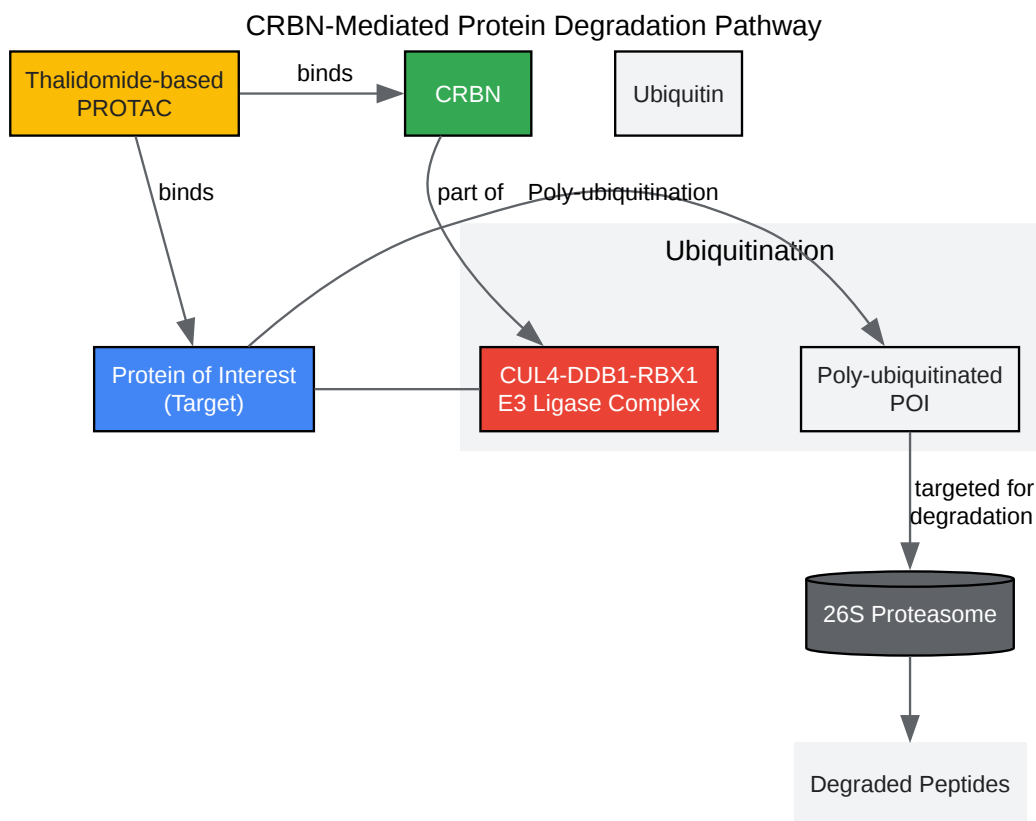 CRBN-Mediated Protein Degradation Pathway
Thalidomide-based
PROTAC
binds
CRBN
Ubiquitin
binds
part of
Poly-ubiquitination
Ubiquitination
Protein of Interest
(Target)
CUL4-DDB1-RBX1
E3 Ligase Complex
Poly-ubiquitinated
POI
targeted for
degradation
26S Proteasome
Degraded Peptides